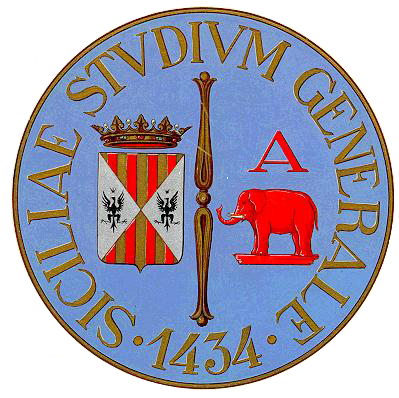 SICILIAE STVDIVM GENERALE
A
· 1434 ·